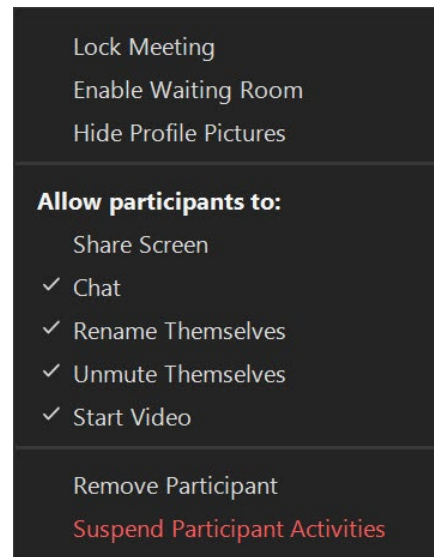 Lock Meeting
Enable Waiting Room
Hide Profile Pictures
Allow participants to:
Share Screen
Chat
Rename Themselves
Unmute Themselves
Start Video
Remove Participant
Suspend Participant Activities